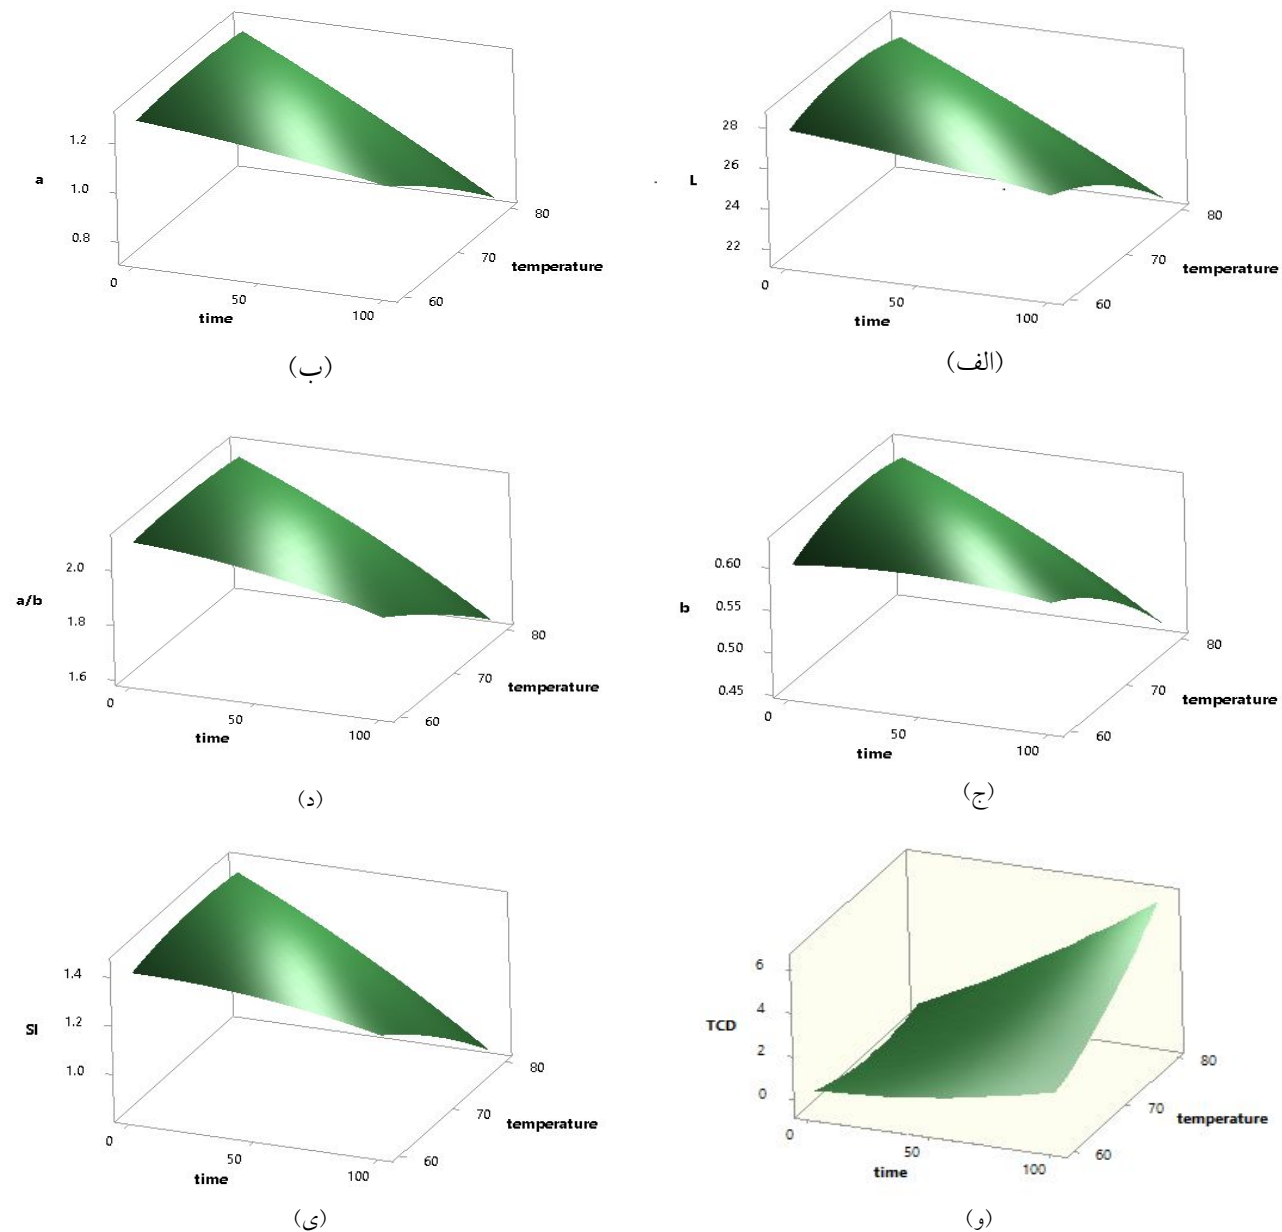 1.2
a
1.0
0.8
0
50
100
time
60
70
80
temperature
(ب)
28
26
L
24
22
0
50
100
time
60
70
80
temperature
(الف)
2.0
a/b
1.8
1.6
0
50
100
time
60
70
80
temperature
(د)
0.60
0.55
b
0.50
0.45
0
50
100
time
60
70
80
temperature
(ج)
1.4
SI
1.2
1.0
0
50
100
time
60
70
80
temperature
(ی)
6
4
TCD
2
0
0
50
100
time
60
70
80
temperature
(و)